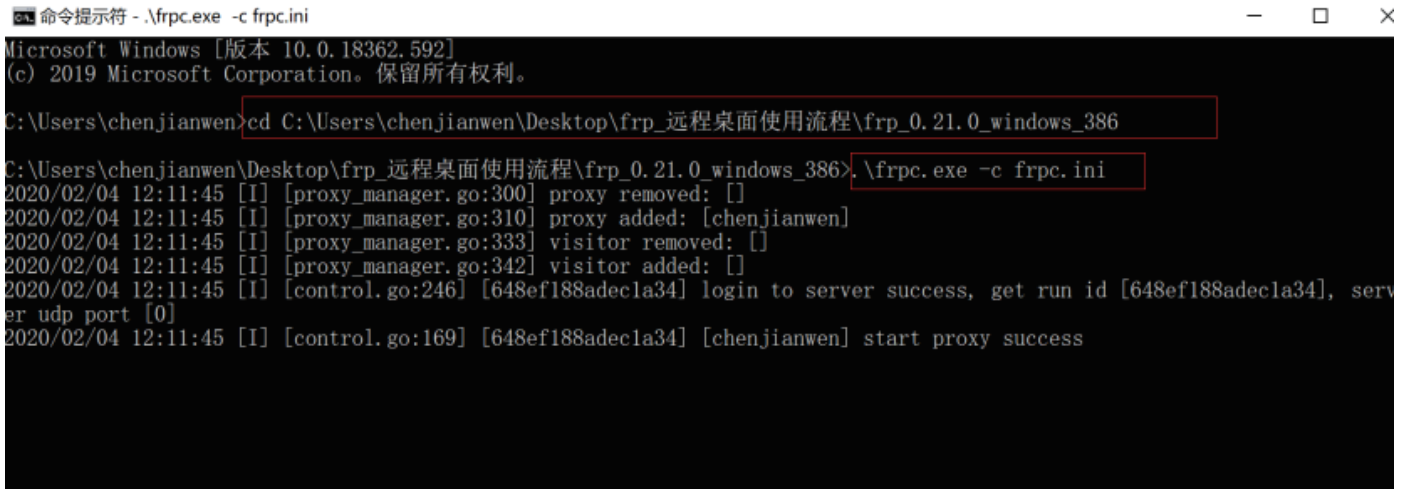 命令提示符 - .\frpc.exe -c frpc.ini
Microsoft Windows [版本 10.0.18362.592]
(c) 2019 Microsoft Corporation。保留所有权利。
C:\Users\chenjianwen>cd C:\Users\chenjianwen\Desktop\frp_远程桌面使用流程\frp_0.21.0_windows_386
C:\Users\chenjianwen\Desktop\frp_远程桌面使用流程\frp_0.21.0_windows_386>.\frpc.exe -c frpc.ini
2020/02/04 12:11:45 [I] [proxy_manager.go:300] proxy removed: []
2020/02/04 12:11:45 [I] [proxy_manager.go:310] proxy added: [chenjianwen]
2020/02/04 12:11:45 [I] [proxy_manager.go:333] visitor removed: []
2020/02/04 12:11:45 [I] [proxy_manager.go:342] visitor added: []
2020/02/04 12:11:45 [I] [control.go:246] [648ef188adec1a34] login to server success, get run id [648ef188adec1a34], serv
er udp port [0]
2020/02/04 12:11:45 [I] [control.go:169] [648ef188adec1a34] [chenjianwen] start proxy success